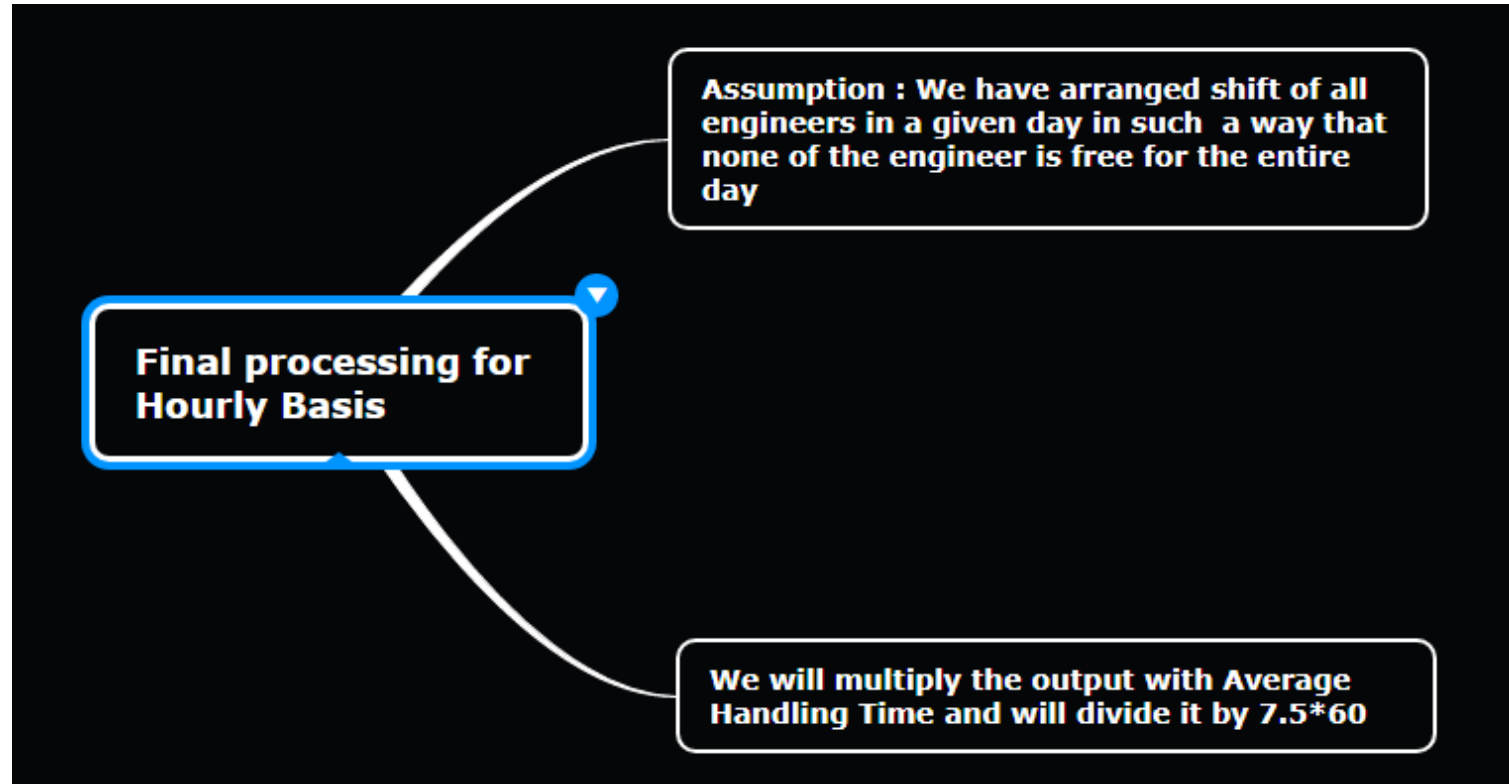 Assumption : We have arranged shift of all
engineers in a given day in such  a way that
none of the engineer is free for the entire
day
Final processing for
Hourly Basis
We will multiply the output with Average
Handling Time and will divide it by 7.5*60